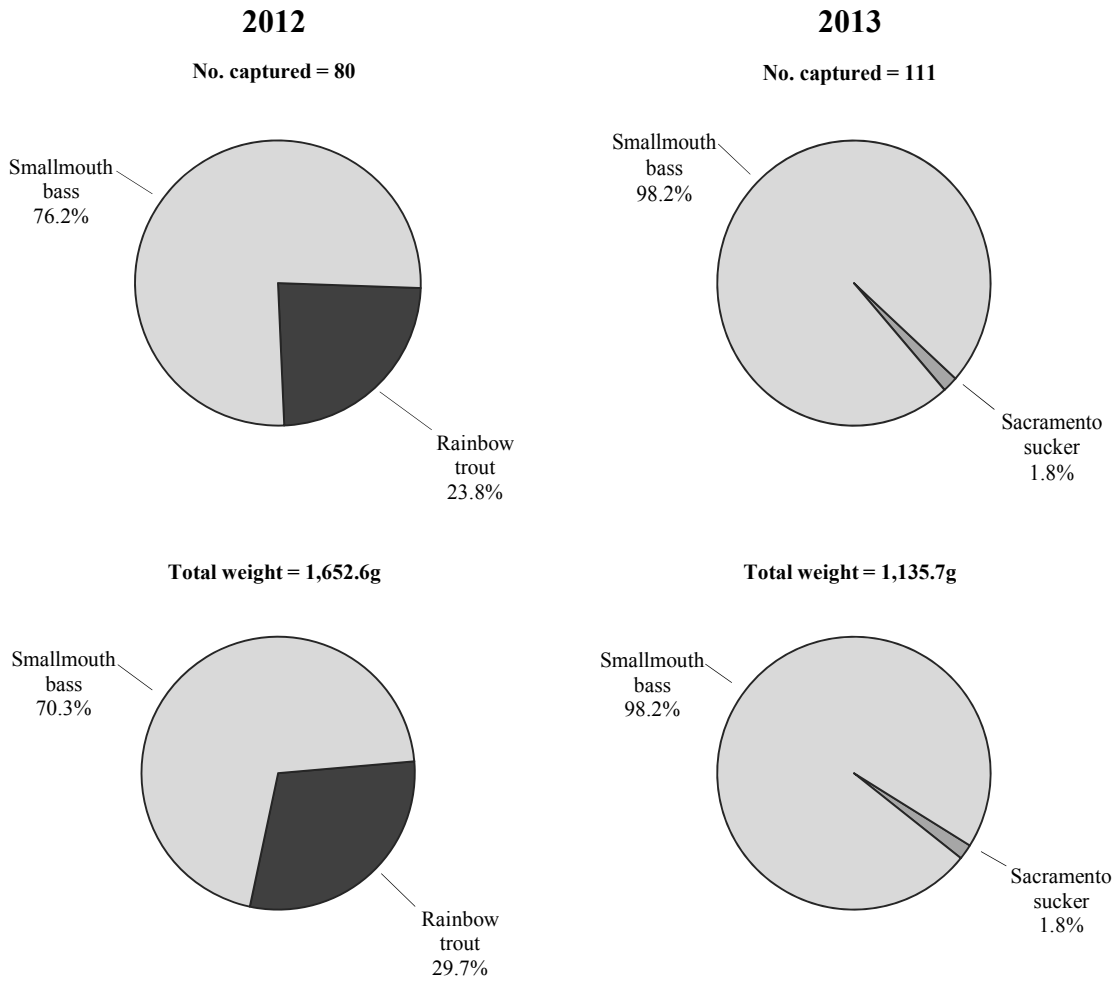 2012
No. captured = 80
Smallmouth
bass
76.2%
Rainbow
trout
23.8%
Total weight = 1,652.6g
Smallmouth
bass
70.3%
Rainbow
trout
29.7%
2013
No. captured = 111
Smallmouth
bass
98.2%
Sacramento
sucker
1.8%
Total weight = 1,135.7g
Smallmouth
bass
98.2%
Sacramento
sucker
1.8%